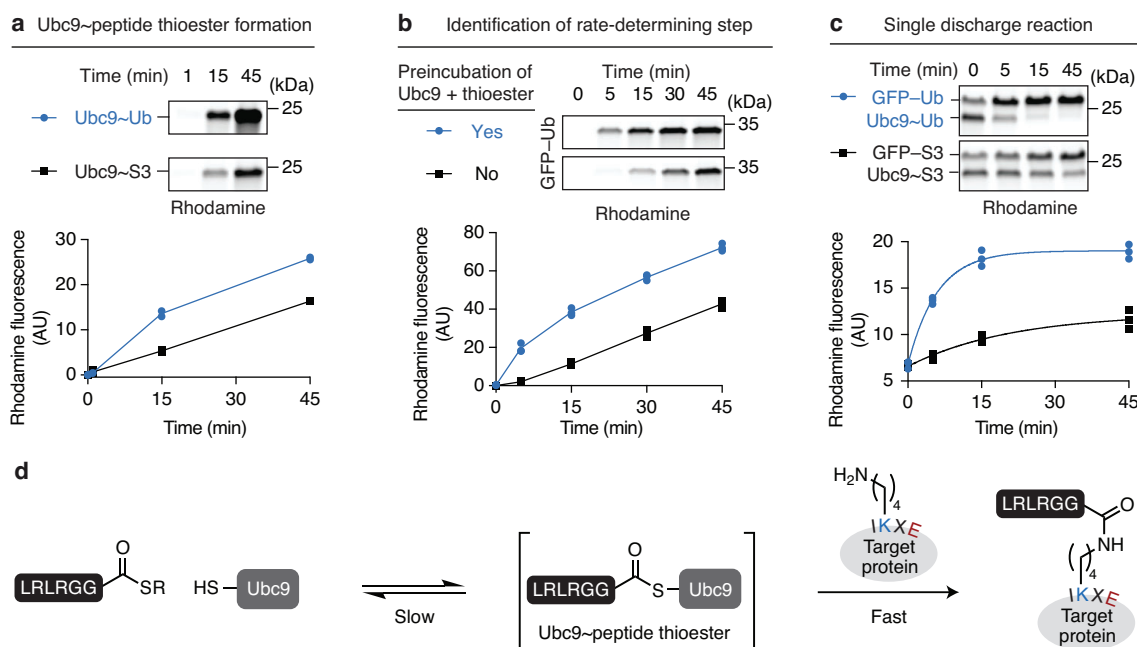 a Ubc9~peptide thioester formation
Time (min) 1 15 45 (kDa)
Ubc9~Ub 25
Ubc9~S3 25
Rhodamine
Rhodamine fluorescence
(AU)
30
20
10
0
0 15 30 45
Time (min)
b Identification of rate-determining step
Preincubation of
Ubc9 + thioester
Time (min)
0 5 15 30 45 (kDa)
Yes 35
No 35
GFP–Ub
Rhodamine
Rhodamine fluorescence
(AU)
80
60
40
20
0
0 15 30 45
Time (min)
c Single discharge reaction
Time (min) 0 5 15 45 (kDa)
GFP–Ub 25
Ubc9~Ub
GFP–S3 25
Ubc9~S3
Rhodamine
Rhodamine fluorescence
(AU)
20
15
10
5
0 15 30 45
Time (min)
d
LRLRGG O SR HS Ubc9
Slow
LRLRGG O S Ubc9
Ubc9~peptide thioester
H2N 4
I K X E
Target
protein
Fast
LRLRGG O
NH
4
I K X E
Target
protein